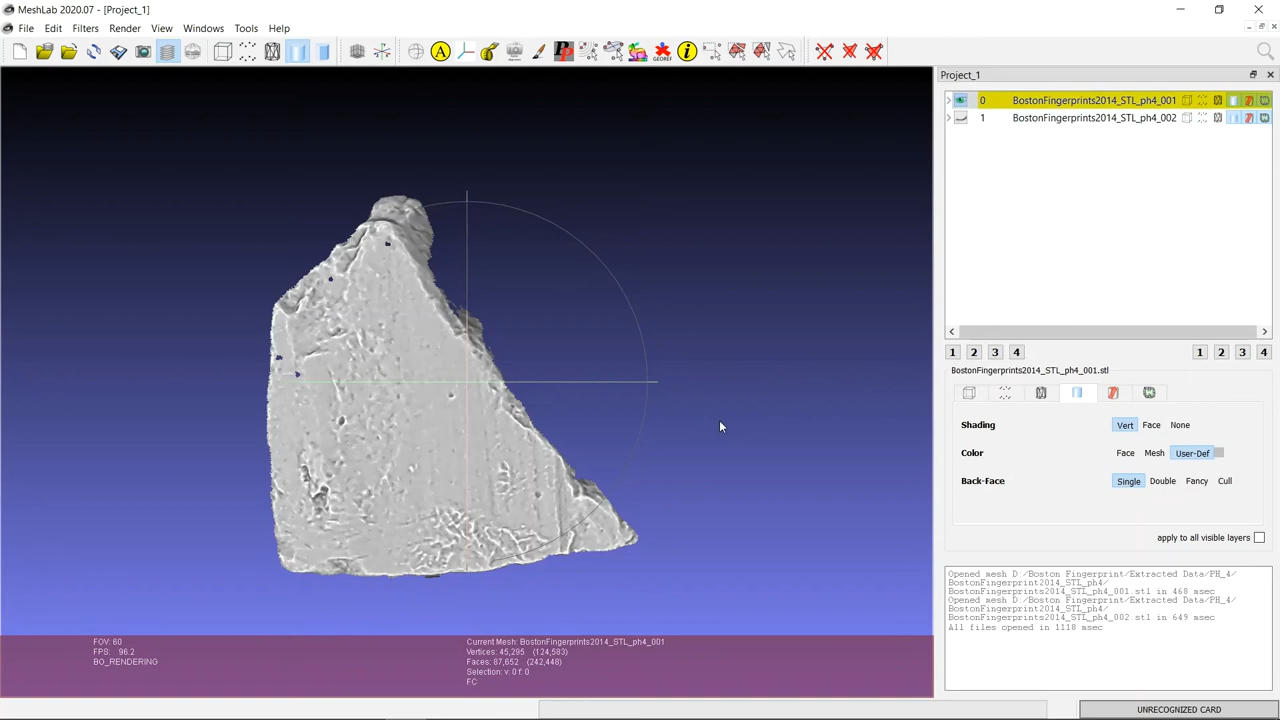 MeshLab 2020.07 - [Project_1]
File Edit Filters Render View Windows Tools Help
Project_1
0 BostonFingerprints2014_STL_ph4_001
1 BostonFingerprints2014_STL_ph4_002
1 2 3 4 1 2 3 4
BostonFingerprints2014_STL_ph4_001.stl
Shading Vert Face None
Color Face Mesh User-Def
Back-Face Single Double Fancy Cull
apply to all visible layers
Opened mesh D:/Boston Fingerprint/Extracted Data/PH_4/
BostonFingerprint2014_STL_ph4/
BostonFingerprints2014_STL_ph4_001.stl in 468 msec
Opened mesh D:/Boston Fingerprint/Extracted Data/PH_4/
BostonFingerprint2014_STL_ph4/
BostonFingerprints2014_STL_ph4_002.stl in 649 msec
All files opened in 1118 msec
FOV: 60
FPS: 96.2
BO_RENDERING
Current Mesh: BostonFingerprints2014_STL_ph4_001
Vertices: 45,295 (124,583)
Faces: 87,652 (242,448)
Selection: v: 0 f: 0
FC
UNRECOGNIZED CARD